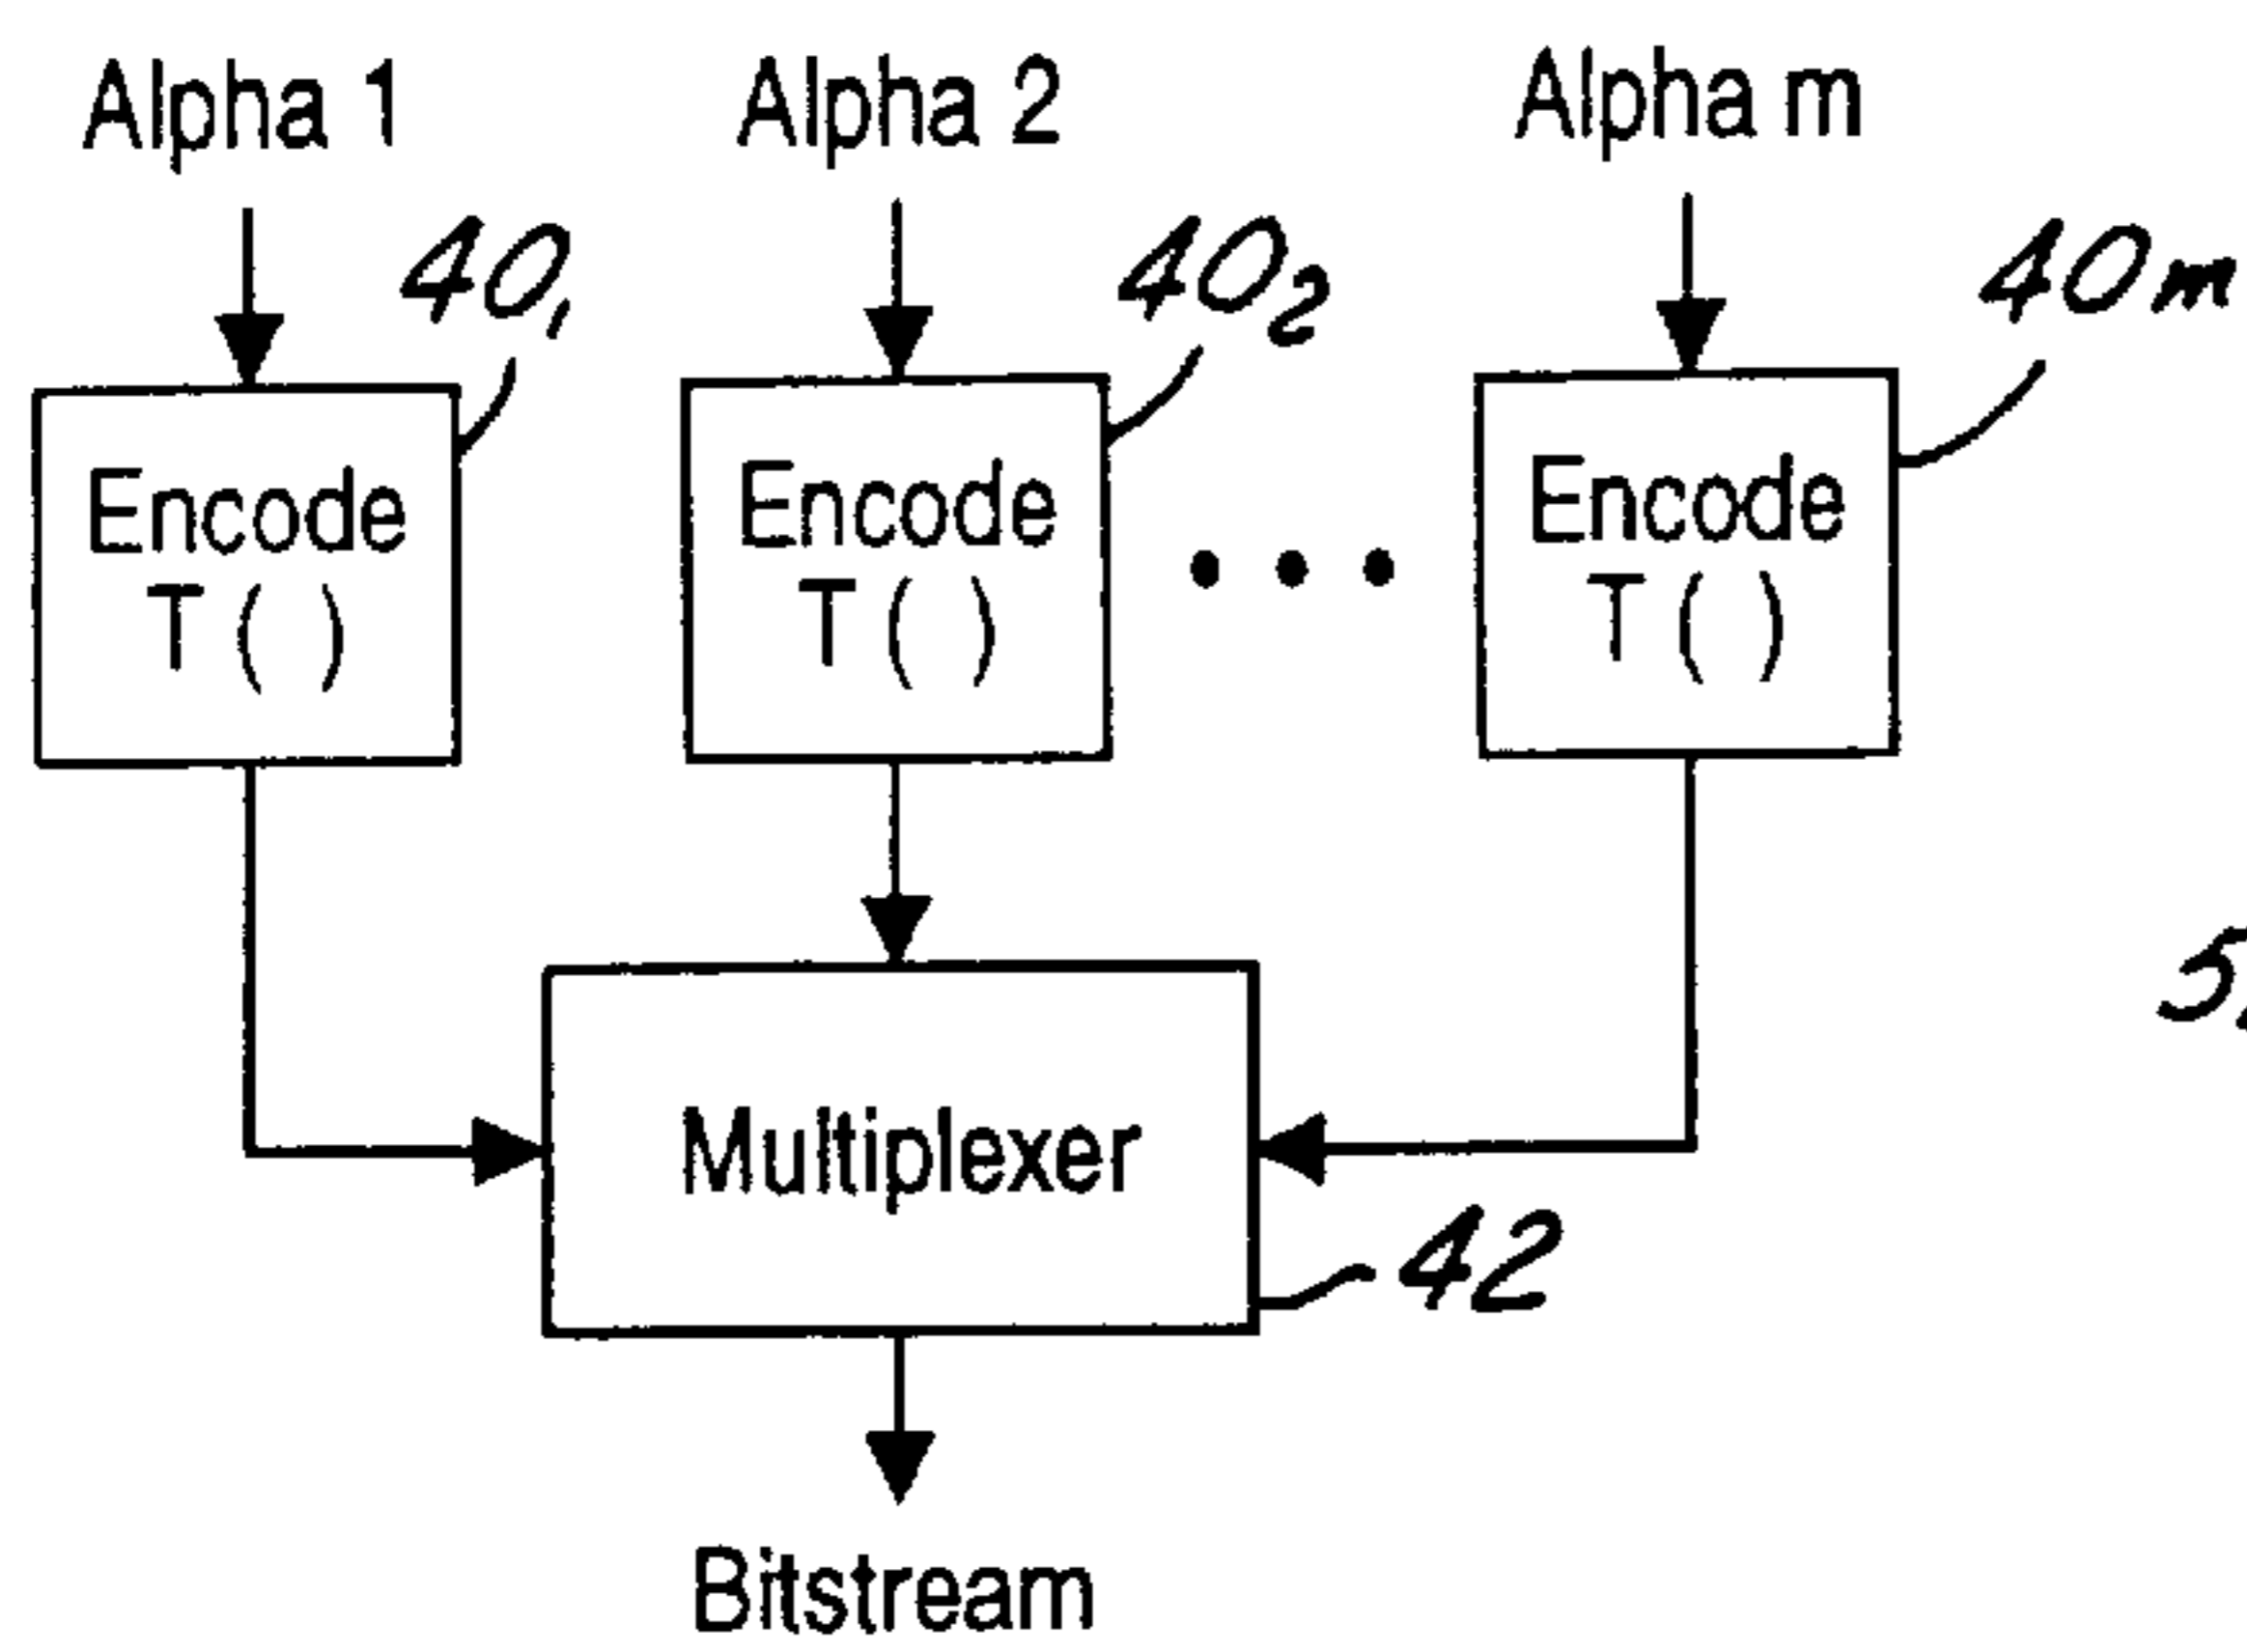 Alpha 1 Alpha 2 Alpha m
40₁ 40₂ 40m
Encode Encode Encode
T ( ) T ( ) T ( )
Multiplexer
42
Bitstream